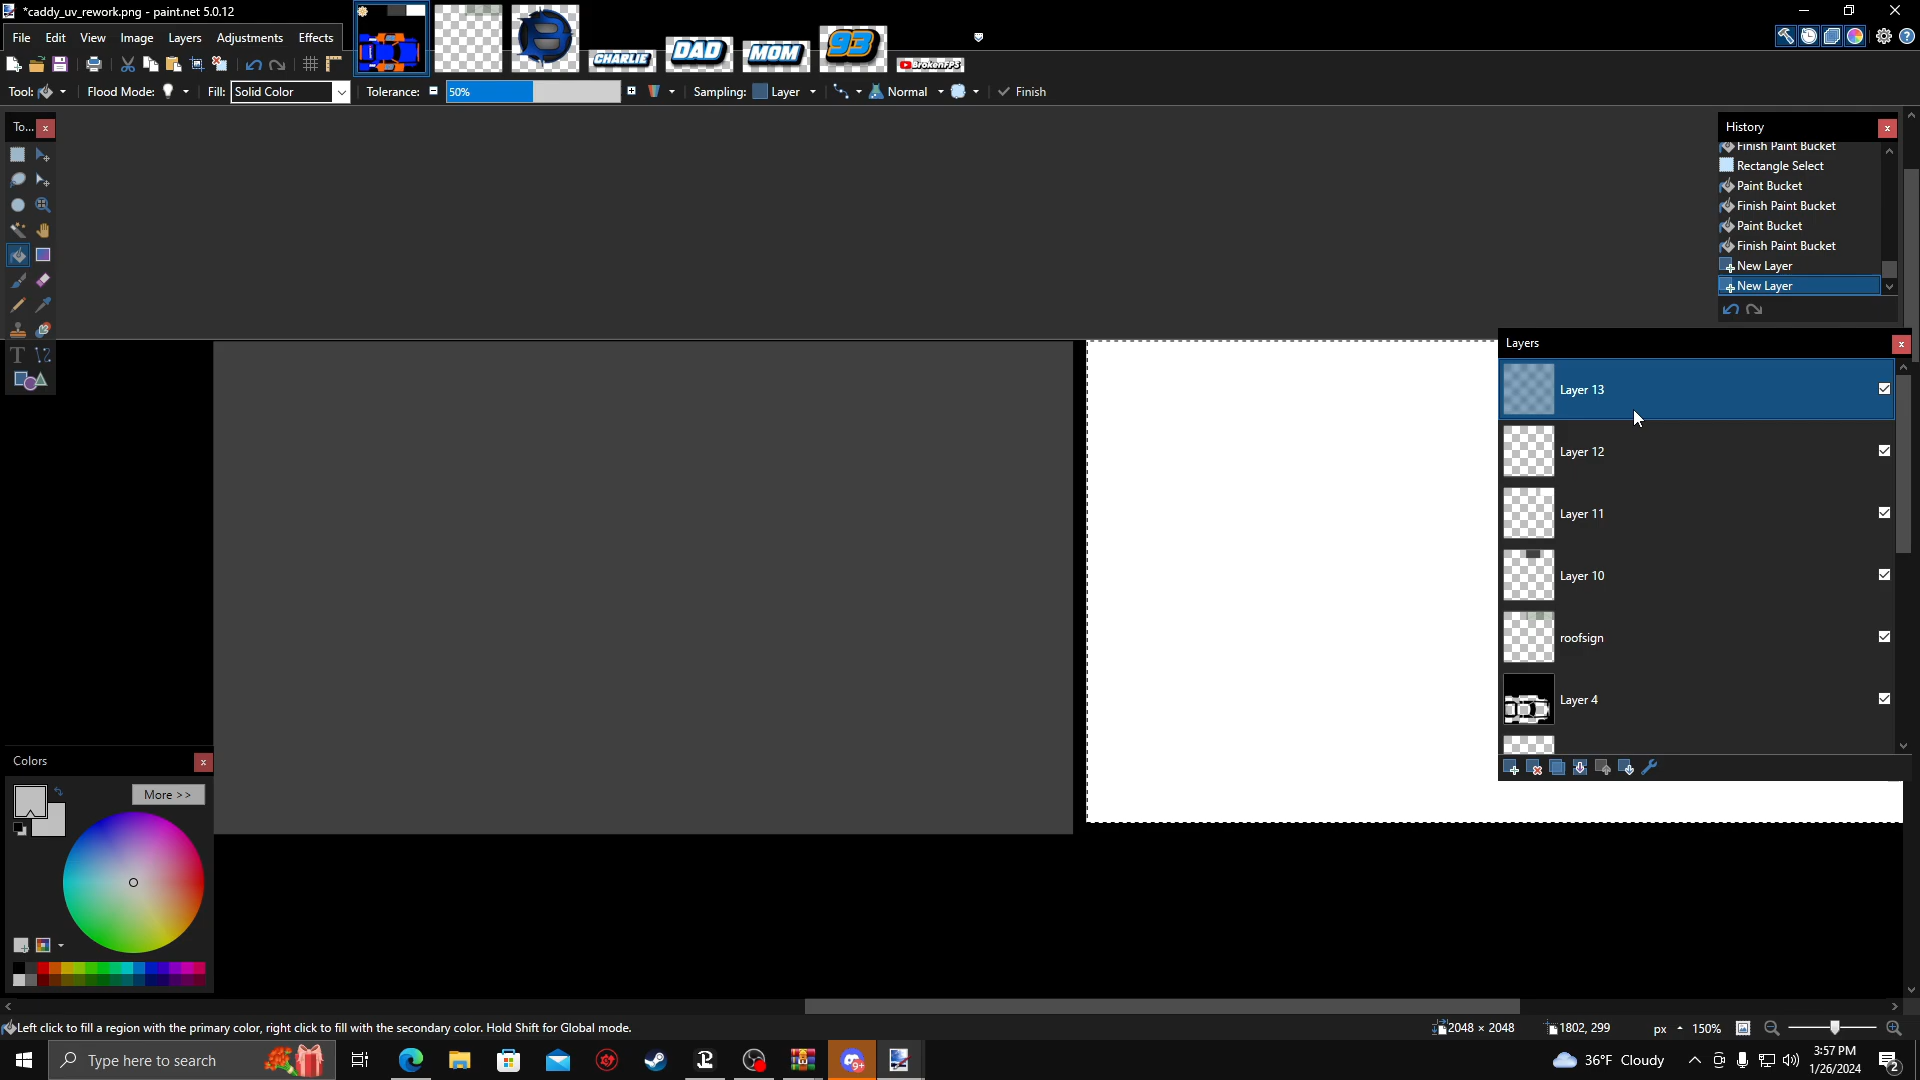 *caddy_uv_rework.png - paint.net 5.0.12
File Edit View Image Layers Adjustments Effects
CHARLIE
DAD
MOM
93
BrokenFPS
Tool: Flood Mode: Fill: Solid Color Tolerance: 50% Sampling: Layer Normal Finish
To...
History
Finish Paint Bucket
Rectangle Select
Paint Bucket
Finish Paint Bucket
Paint Bucket
Finish Paint Bucket
New Layer
New Layer
Layers
Layer 13
Layer 12
Layer 11
Layer 10
roofsign
Layer 4
Colors
More >>
Left click to fill a region with the primary color, right click to fill with the secondary color. Hold Shift for Global mode.
2048 × 2048 1802, 299 px 150%
Type here to search
9+
36°F Cloudy
3:57 PM
1/26/2024
2